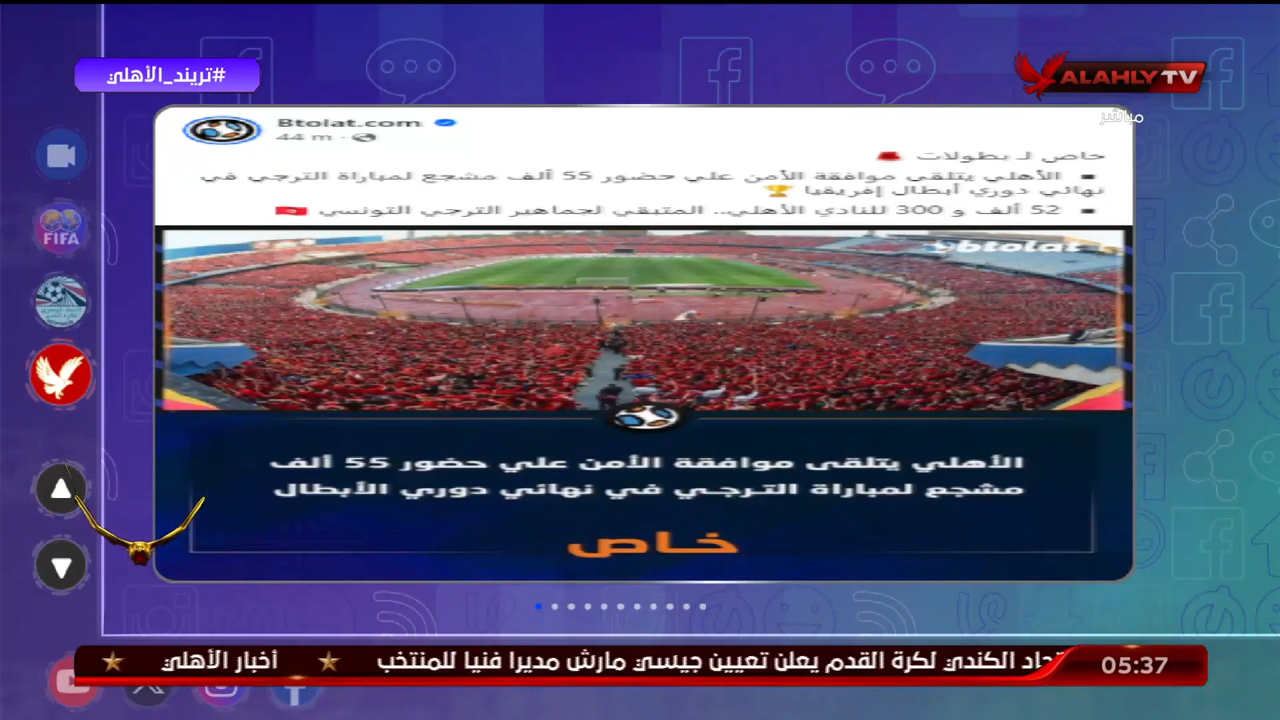 #تريند_الأهلي
ALAHLY TV
مباشر
Btolat.com
44 m
خاص لـ بطولات
▪ الأهلي يتلقى موافقة الأمن علي حضور 55 ألف مشجع لمباراة الترجي في
نهائي دوري أبطال إفريقيا
▪ 52 ألف و 300 للنادي الأهلي.. المتبقي لجماهير الترجي التونسي
btolat
FIFA
الأهلي يتلقى موافقة الأمن علي حضور 55 ألف
مشجع لمباراة الترجي في نهائي دوري الأبطال
خاص
حاد الكندي لكرة القدم يعلن تعيين جيسي مارش مديرا فنيا للمنتخب
أخبار الأهلي
05:37